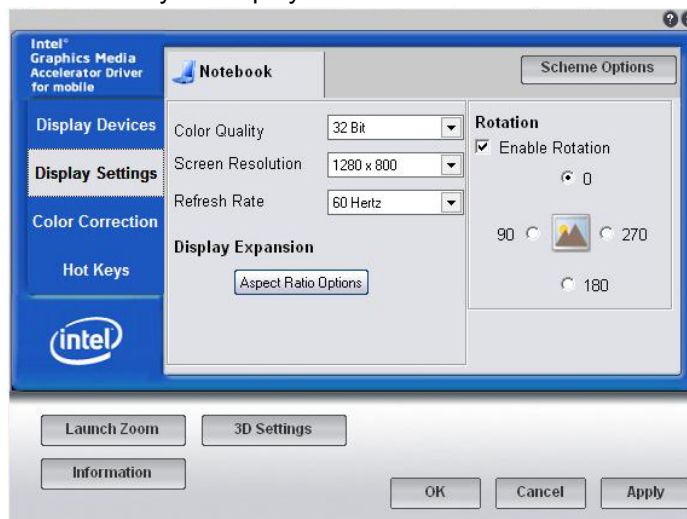 Intel®
Graphics Media
Accelerator Driver
for mobile
Notebook
Scheme Options
Display Devices
Display Settings
Color Correction
Hot Keys
intel
Color Quality
32 Bit
Screen Resolution
1280 x 800
Refresh Rate
60 Hertz
Display Expansion
Aspect Ratio Options
Rotation
Enable Rotation
0
90
270
180
Launch Zoom
3D Settings
Information
OK
Cancel
Apply